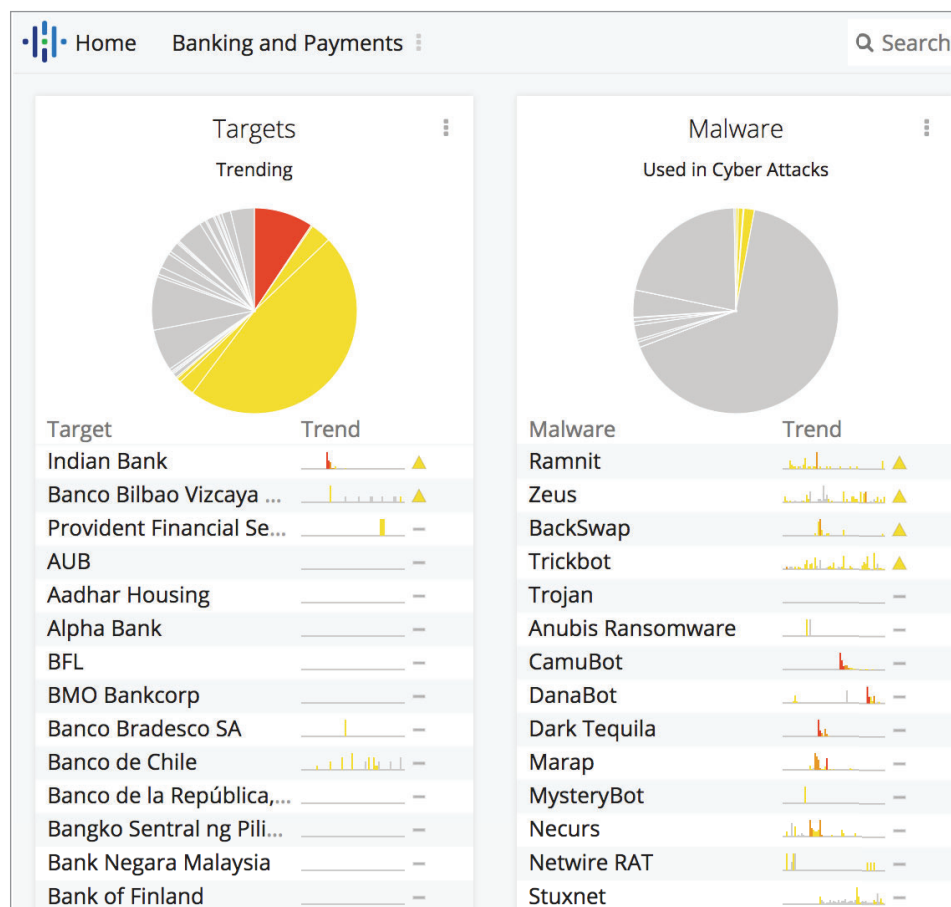 Home Banking and Payments Search
Targets
Trending
Target Trend
Indian Bank
Banco Bilbao Vizcaya ...
Provident Financial Se...
AUB
Aadhar Housing
Alpha Bank
BFL
BMO Bankcorp
Banco Bradesco SA
Banco de Chile
Banco de la República,...
Bangko Sentral ng Pili...
Bank Negara Malaysia
Bank of Finland
Malware
Used in Cyber Attacks
Malware Trend
Ramnit
Zeus
BackSwap
Trickbot
Trojan
Anubis Ransomware
CamuBot
DanaBot
Dark Tequila
Marap
MysteryBot
Necurs
Netwire RAT
Stuxnet